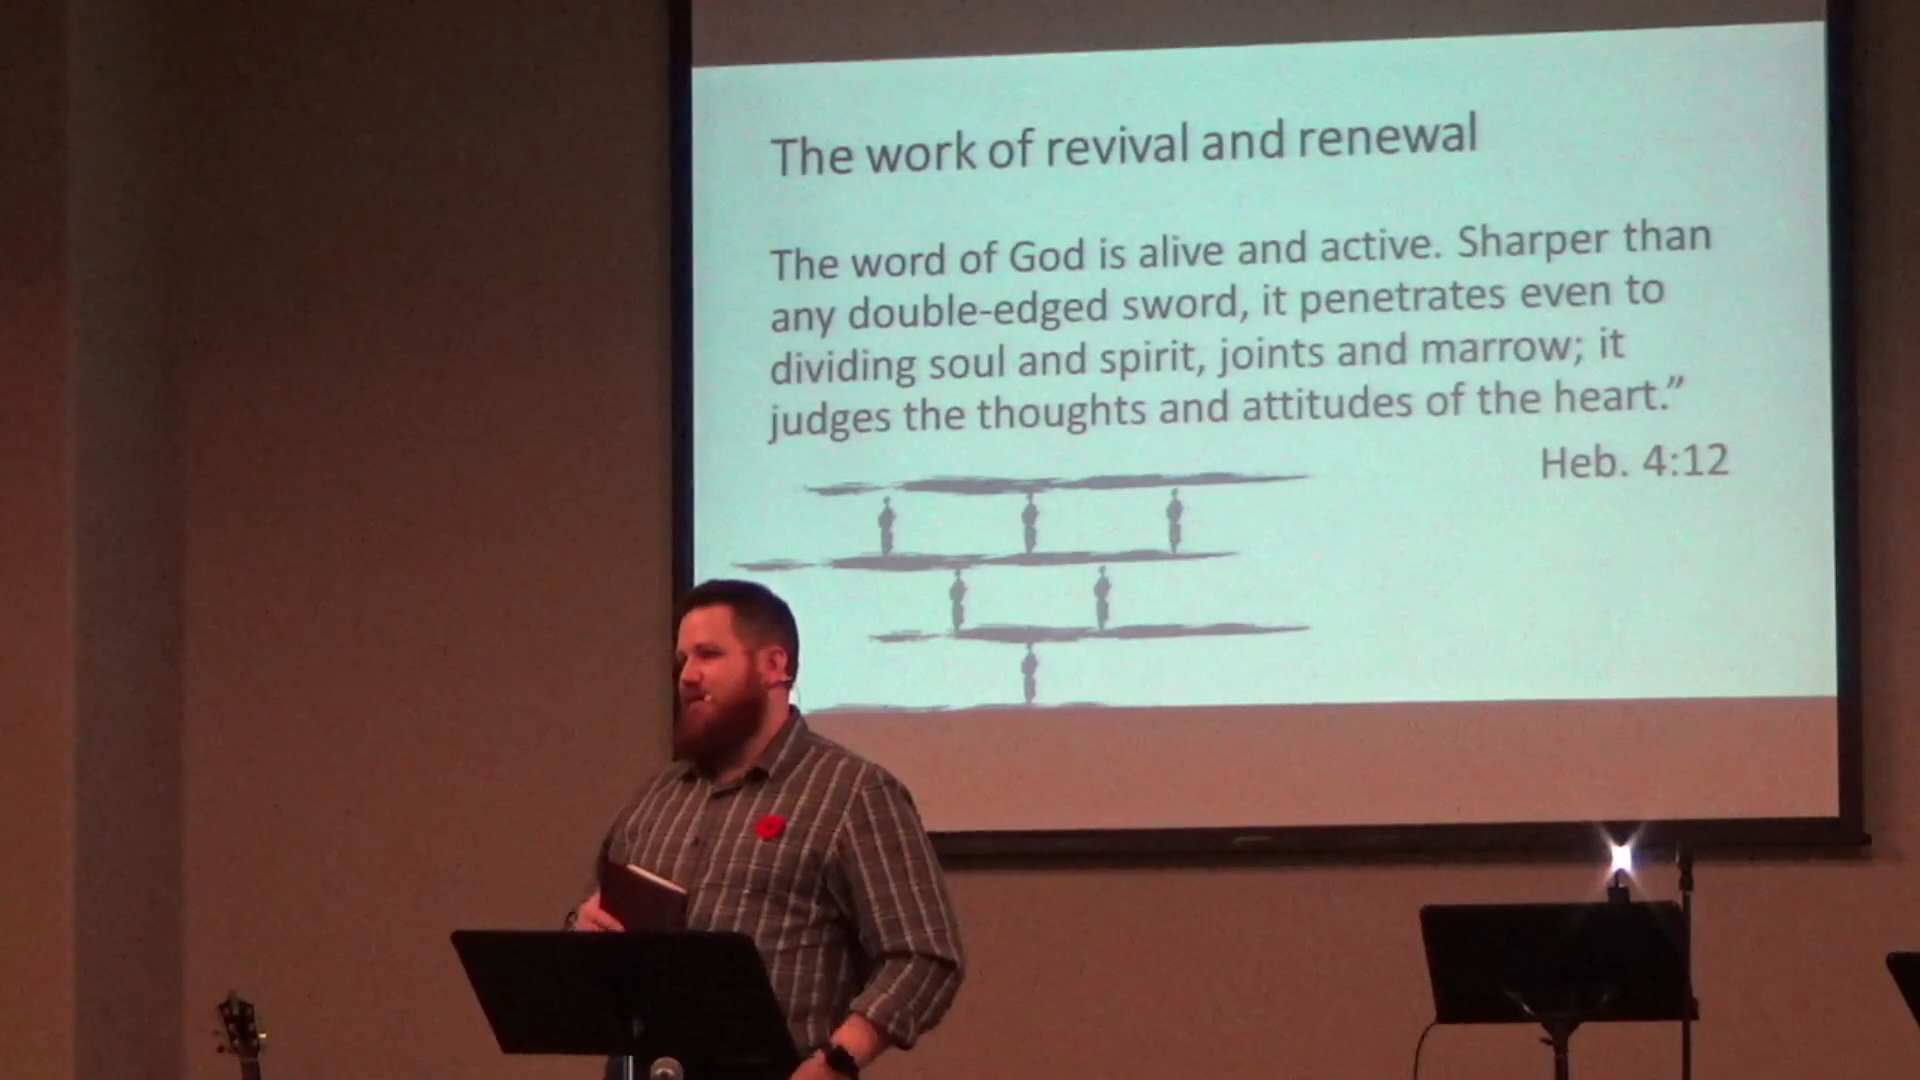 The work of revival and renewal
The word of God is alive and active. Sharper than
any double-edged sword, it penetrates even to
dividing soul and spirit, joints and marrow; it
judges the thoughts and attitudes of the heart.”
Heb. 4:12